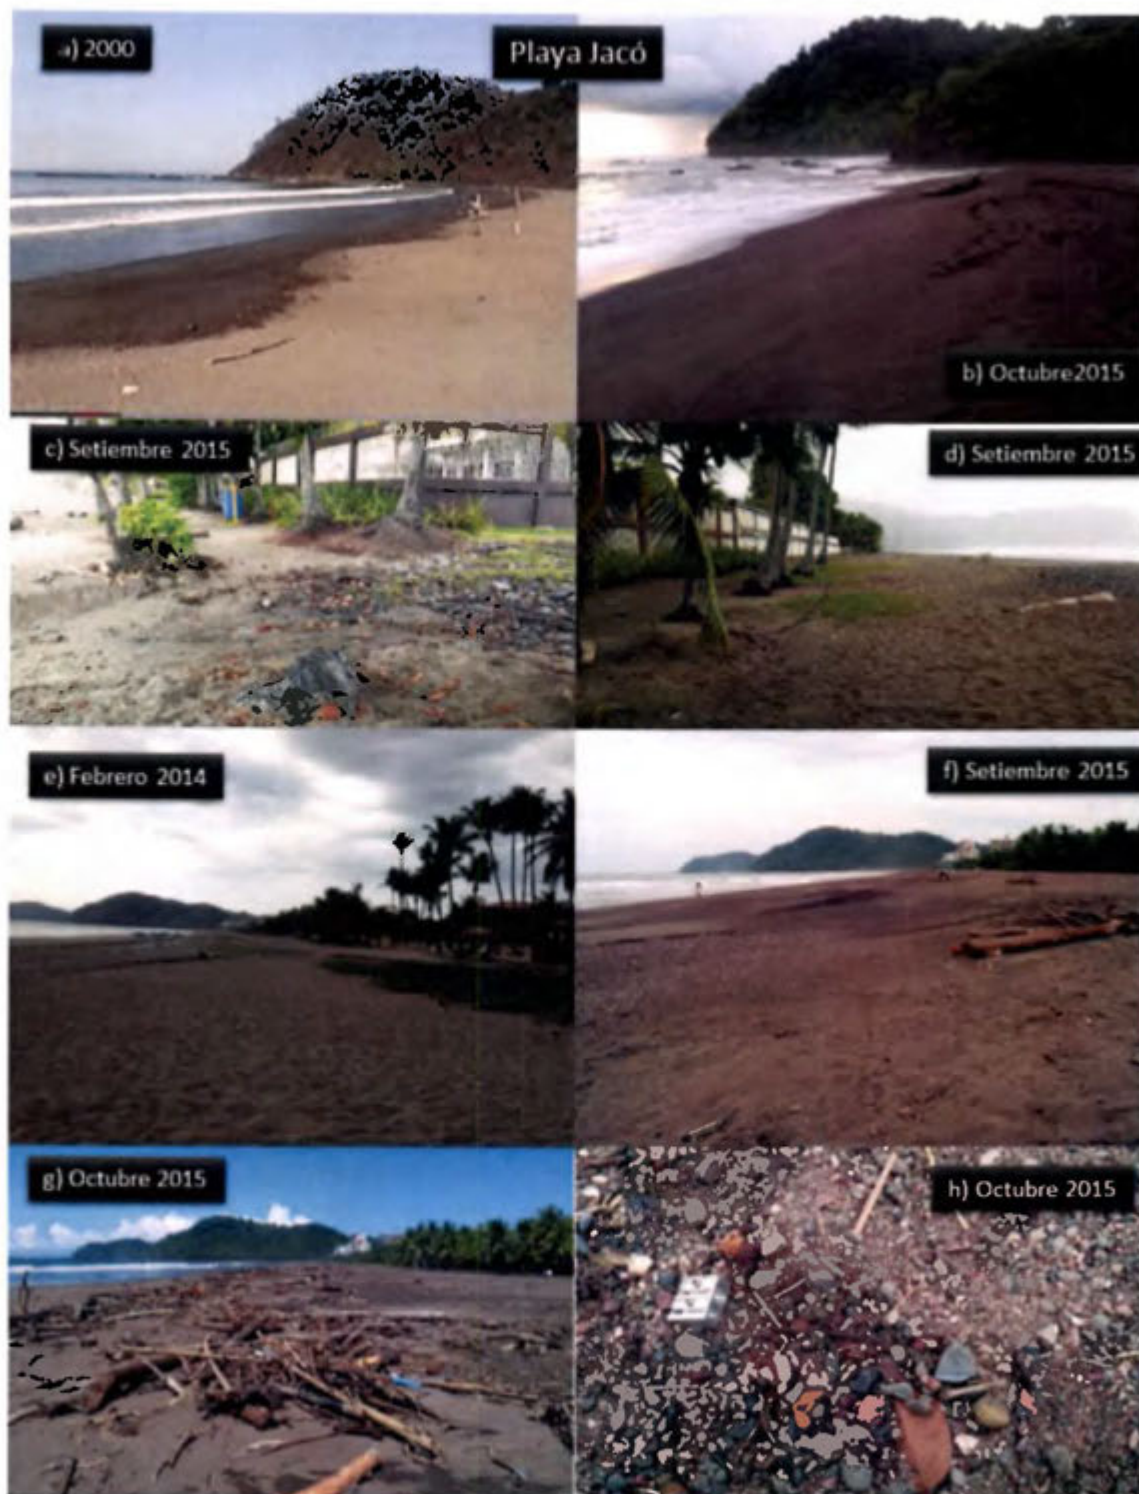 a) 2000
Playa Jacó
b) Octubre2015
c) Setiembre 2015
d) Setiembre 2015
e) Febrero 2014
f) Setiembre 2015
g) Octubre 2015
h) Octubre 2015